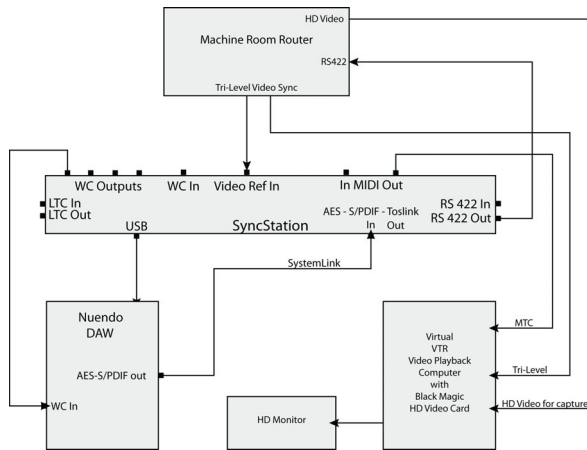 HD Video
Machine Room Router
RS422
Tri-Level Video Sync
WC Outputs
WC In
Video Ref In
In MIDI Out
LTC In
LTC Out
RS 422 In
RS 422 Out
AES - S/PDIF - Toslink
In
Out
USB
SyncStation
SystemLink
Nuendo
DAW
AES-S/PDIF out
WC In
HD Monitor
Virtual
VTR
Video Playback
Computer
with
Black Magic
HD Video Card
MTC
Tri-Level
HD Video for capture